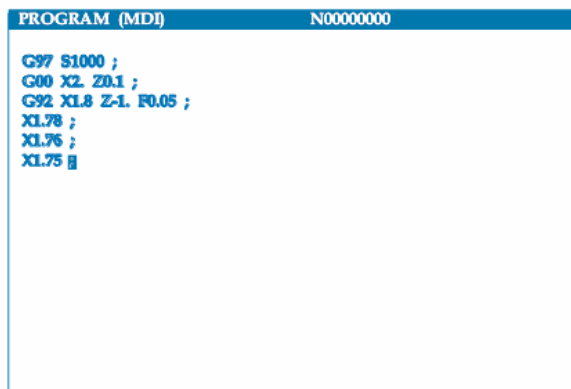 PROGRAM (MDI) N00000000
G97 S1000 ;
G00 X2. Z0.1 ;
G92 X1.8 Z-1. F0.05 ;
X1.78 ;
X1.76 ;
X1.75 ;